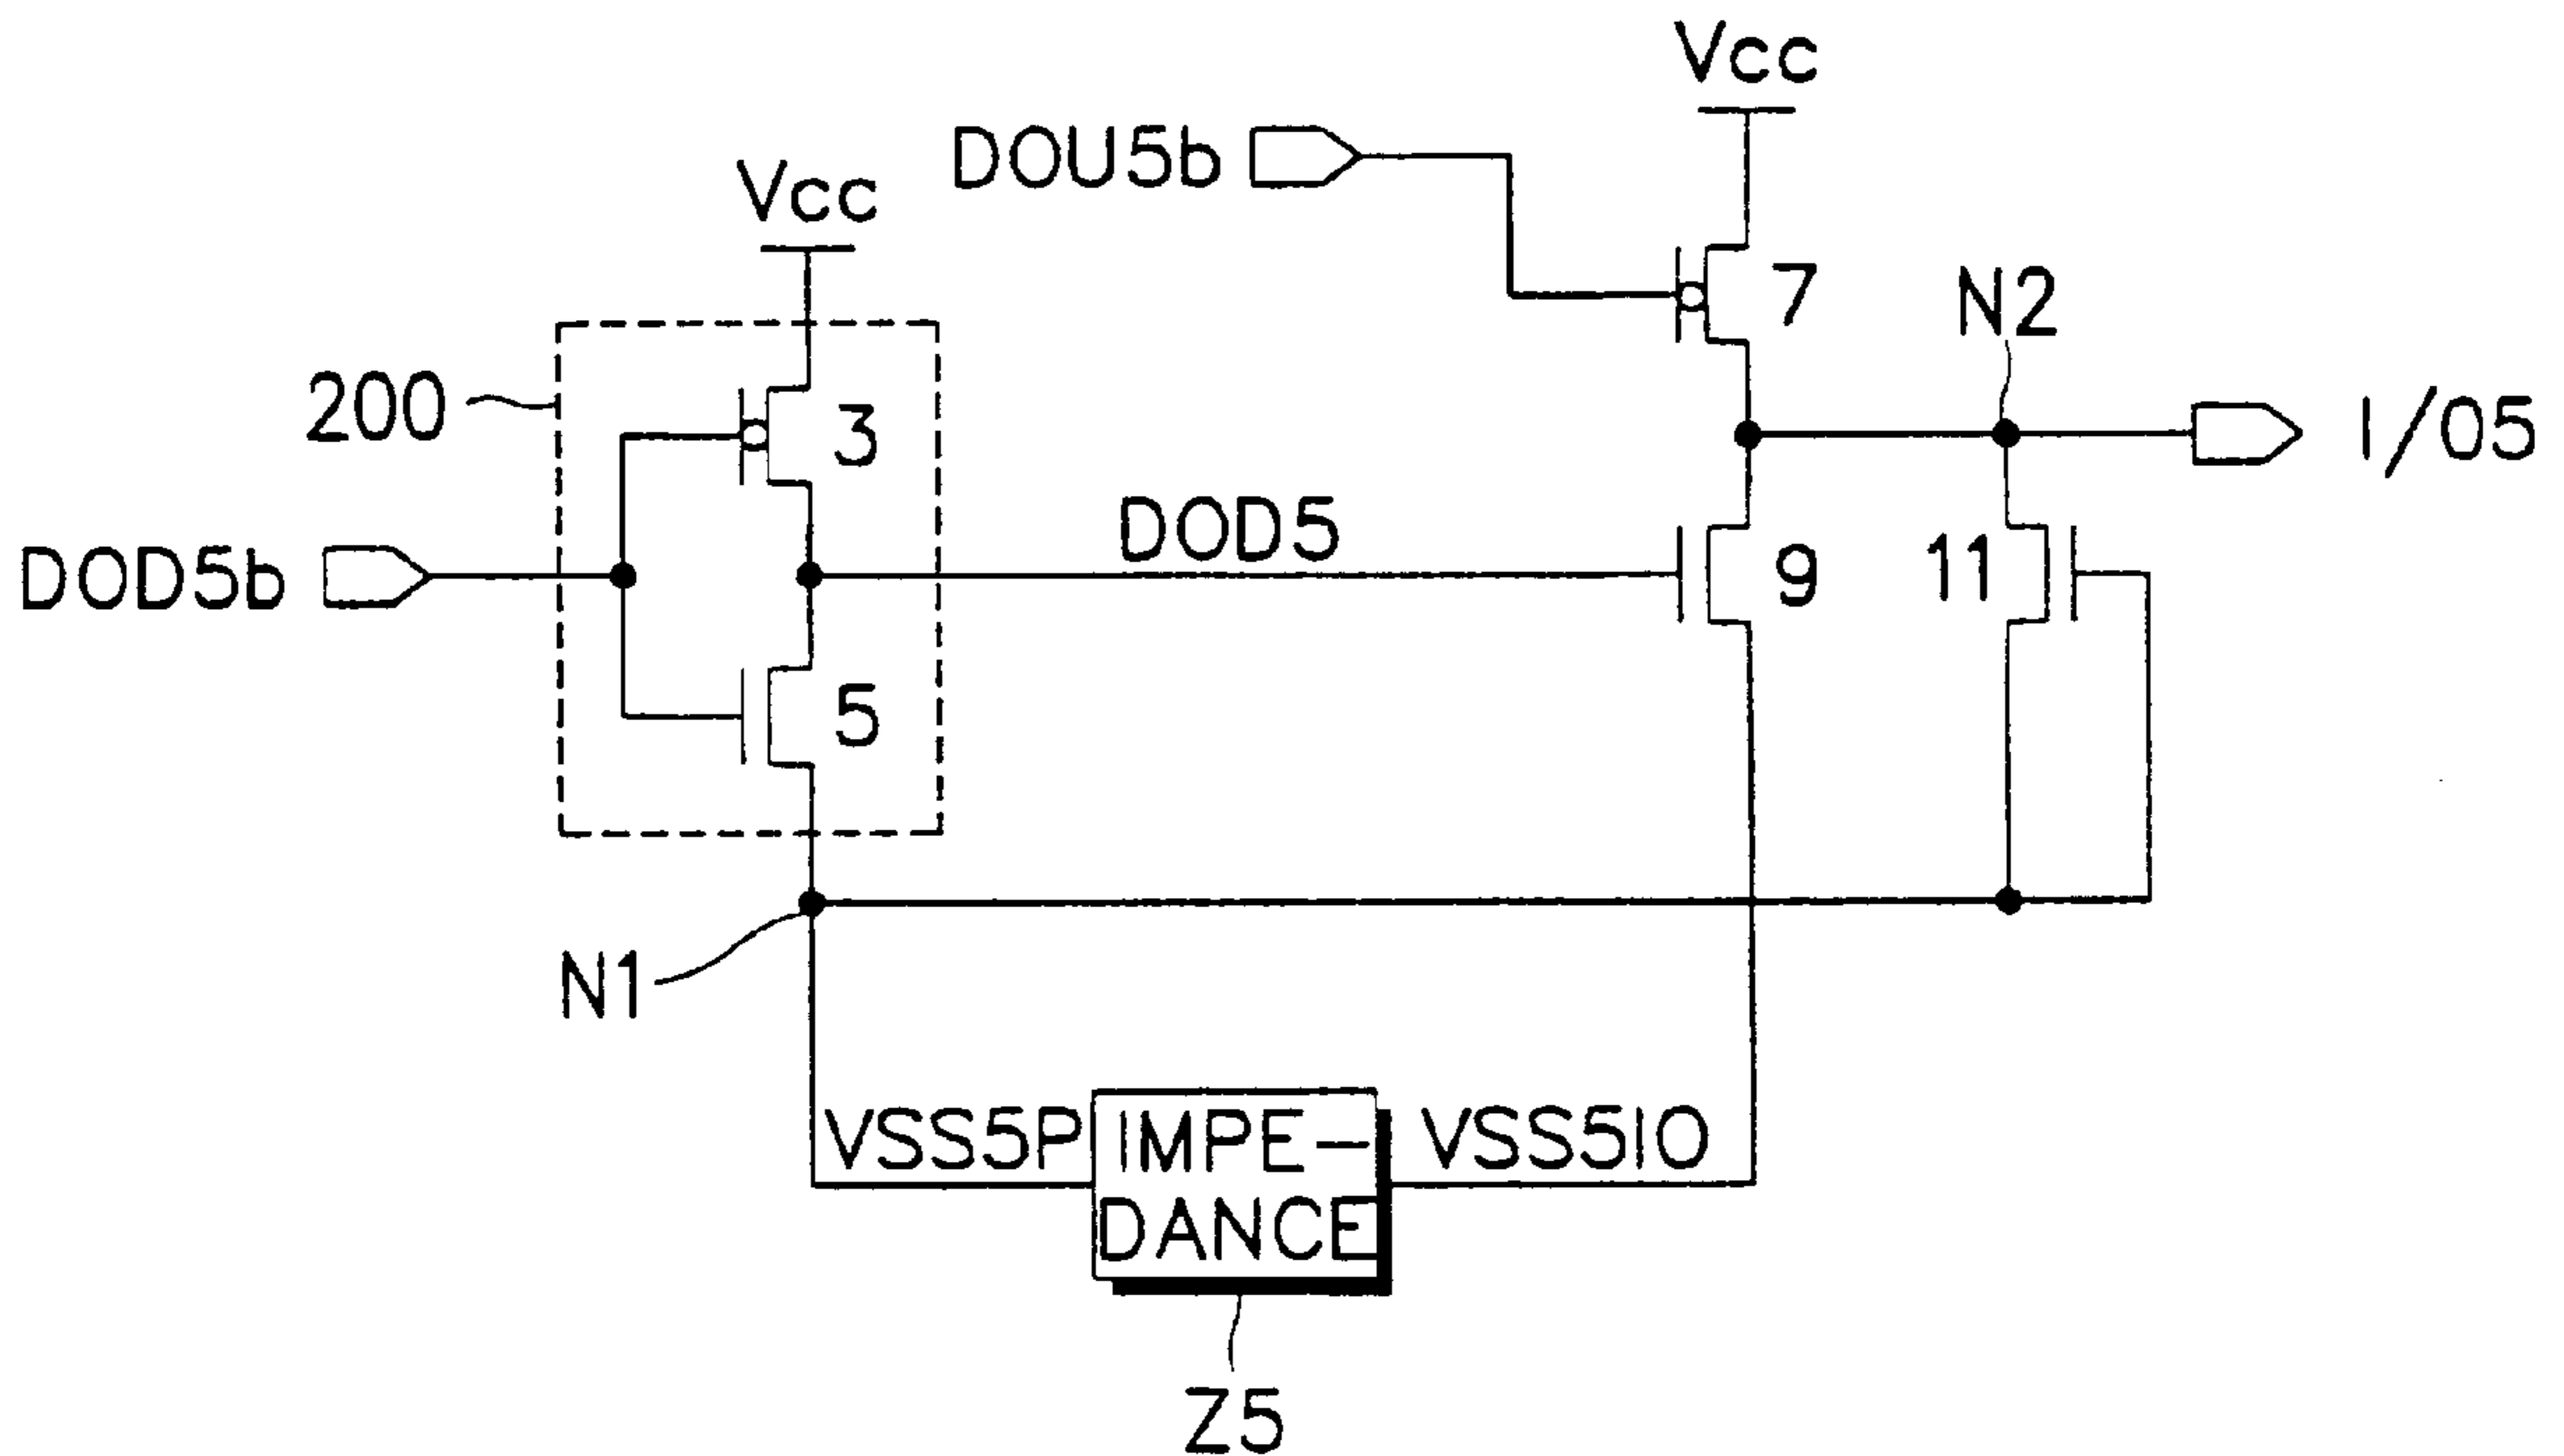 Vcc
DOU5b
Vcc
7
N2
200
3
I/O5
DOD5
DOD5b
9
11
5
N1
VSS5P
IMPE-
DANCE
VSS5IO
Z5